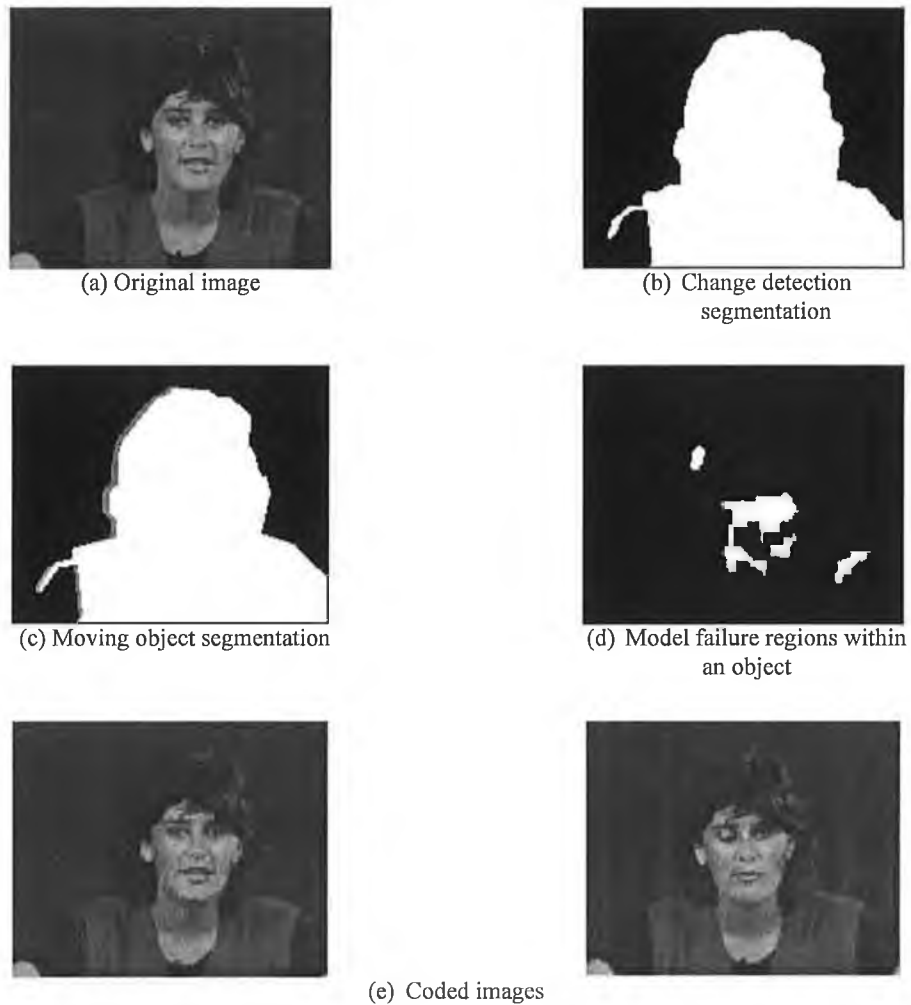 (a) Original image
(b) Change detection
segmentation
(c) Moving object segmentation
(d) Model failure regions within
an object
(e) Coded images